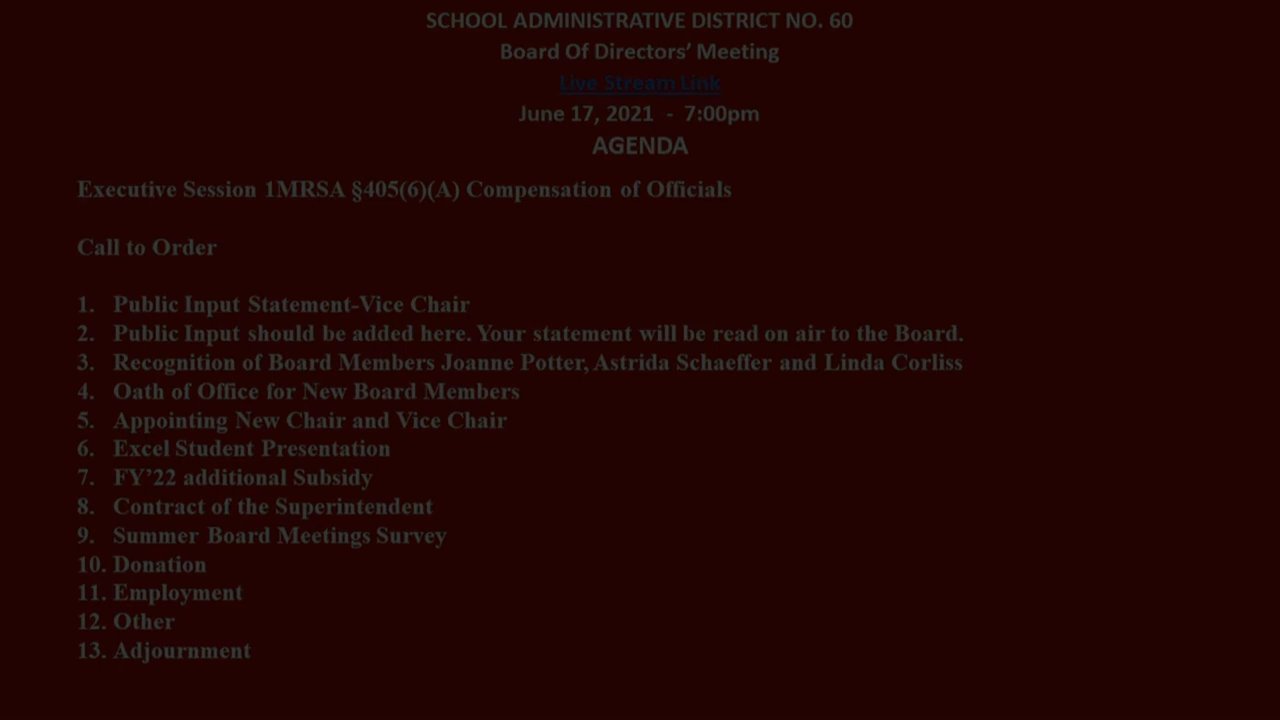 SCHOOL ADMINISTRATIVE DISTRICT NO. 60
Board Of Directors’ Meeting
Live Stream Link
June 17, 2021 - 7:00pm
AGENDA
Executive Session 1MRSA §405(6)(A) Compensation of Officials
Call to Order
1. Public Input Statement-Vice Chair
2. Public Input should be added here. Your statement will be read on air to the Board.
3. Recognition of Board Members Joanne Potter, Astrida Schaeffer and Linda Corliss
4. Oath of Office for New Board Members
5. Appointing New Chair and Vice Chair
6. Excel Student Presentation
7. FY’22 additional Subsidy
8. Contract of the Superintendent
9. Summer Board Meetings Survey
10. Donation
11. Employment
12. Other
13. Adjournment